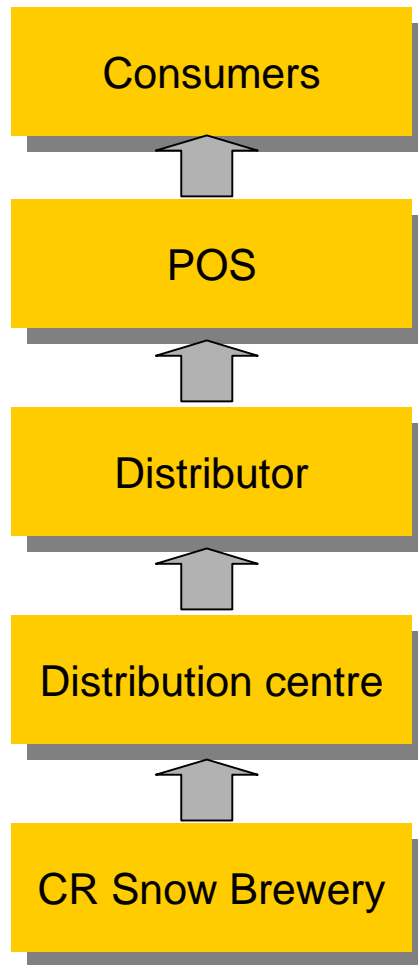 Consumers
POS
Distributor
Distribution centre
CR Snow Brewery